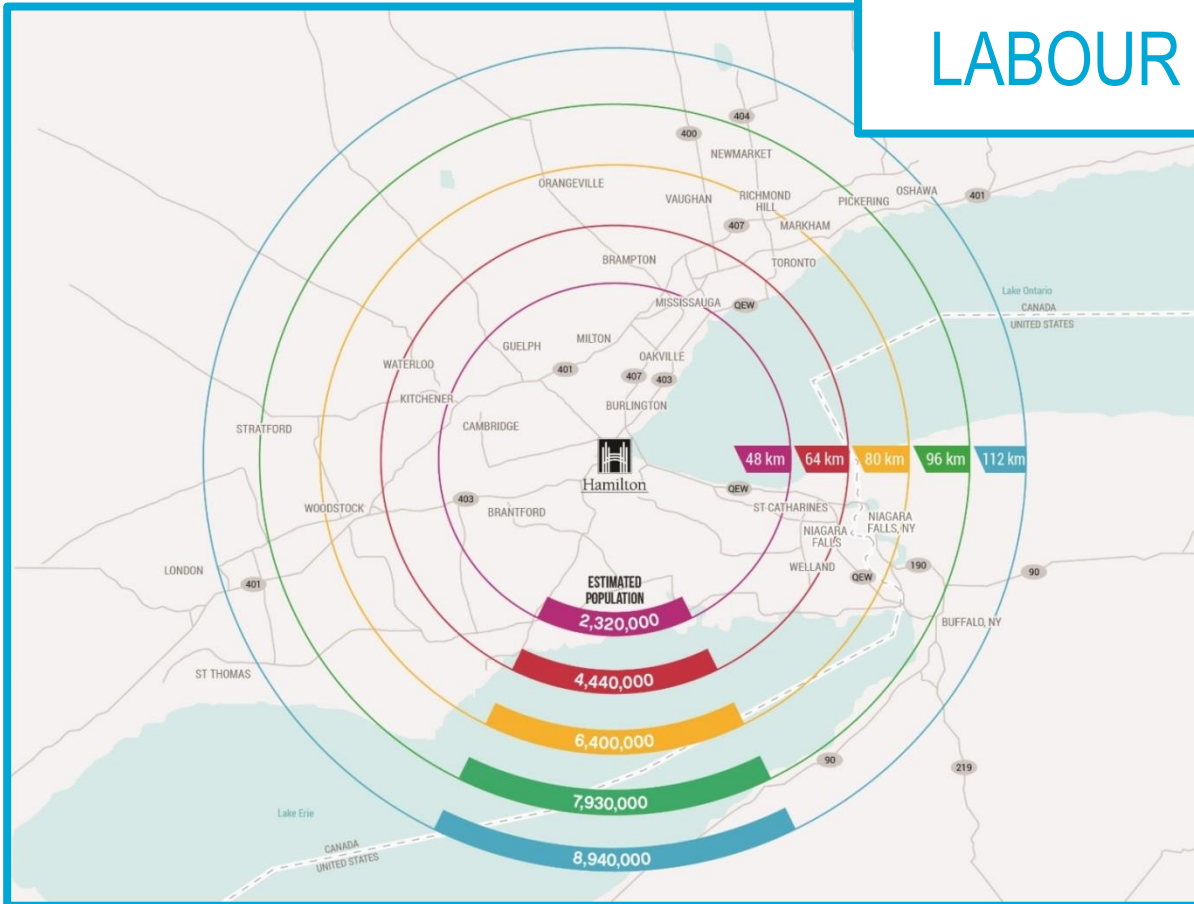 LABOUR
404
400
NEWMARKET
ORANGEVILLE
VAUGHAN
RICHMOND
HILL
PICKERING
OSHAWA
401
407
MARKHAM
BRAMPTON
TORONTO
MISSISSAUGA
QEW
Lake Ontario
CANADA
UNITED STATES
MILTON
GUELPH
OAKVILLE
WATERLOO
401
407
403
KITCHENER
BURLINGTON
CAMBRIDGE
STRATFORD
Hamilton
48 km
64 km
80 km
96 km
112 km
QEW
403
WOODSTOCK
BRANTFORD
ST CATHARINES
NIAGARA
FALLS
NIAGARA
FALLS, NY
WELLAND
QEW
190
90
LONDON
401
ESTIMATED
POPULATION
2,320,000
BUFFALO, NY
ST THOMAS
4,440,000
6,400,000
90
219
7,930,000
Lake Erie
CANADA
UNITED STATES
8,940,000